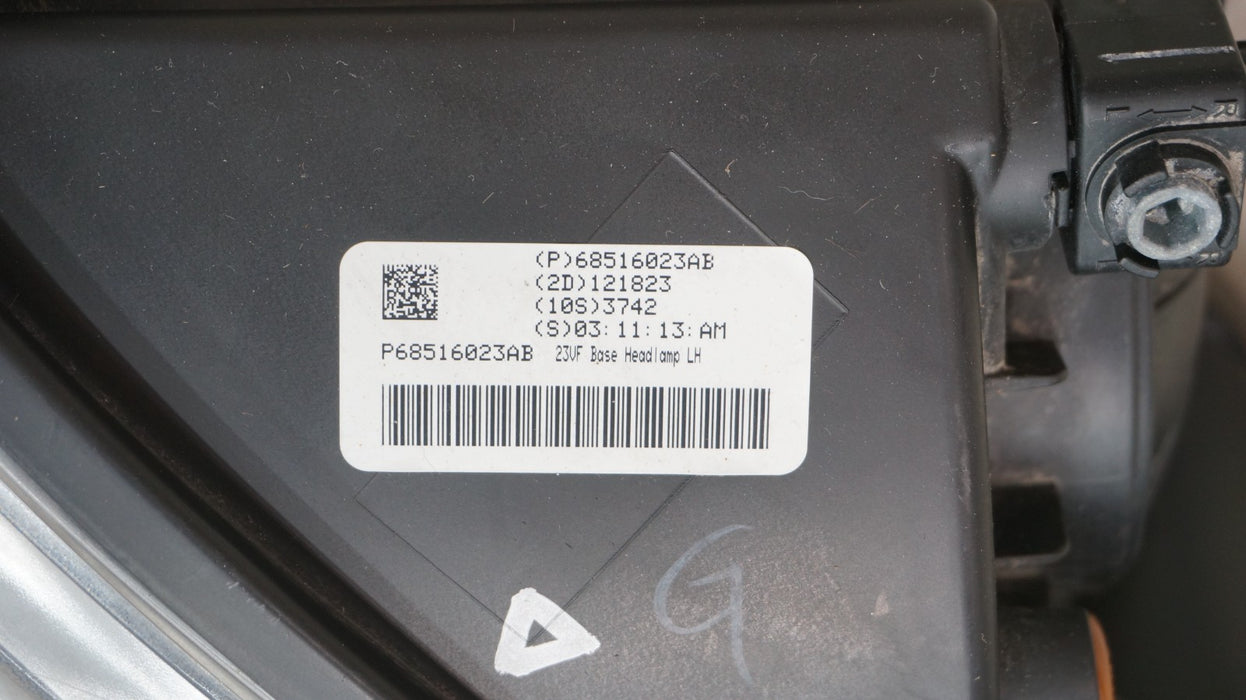 (P)68516023AB
(2D)121823
(10S)3742
(S)03:11:13:AM
P68516023AB 23VF Base Headlamp LH
G